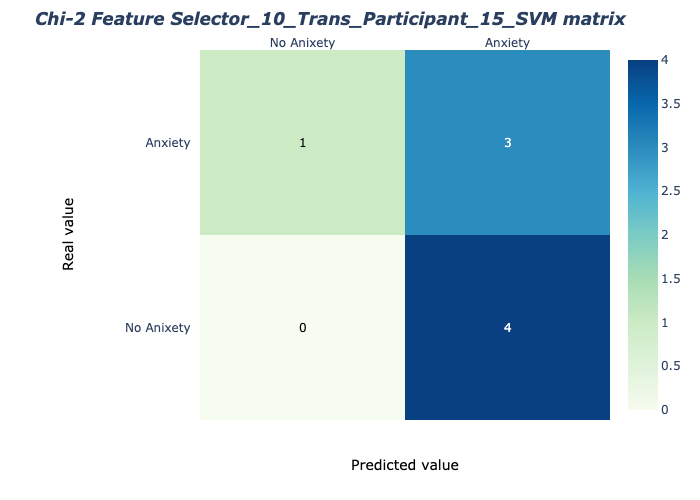 Chi-2 Feature Selector_10_Trans_Participant_15_SVM matrix
No Anixety
Anxiety
Anxiety
1
3
No Anixety
0
4
Real value
Predicted value
4
3.5
3
2.5
2
1.5
1
0.5
0